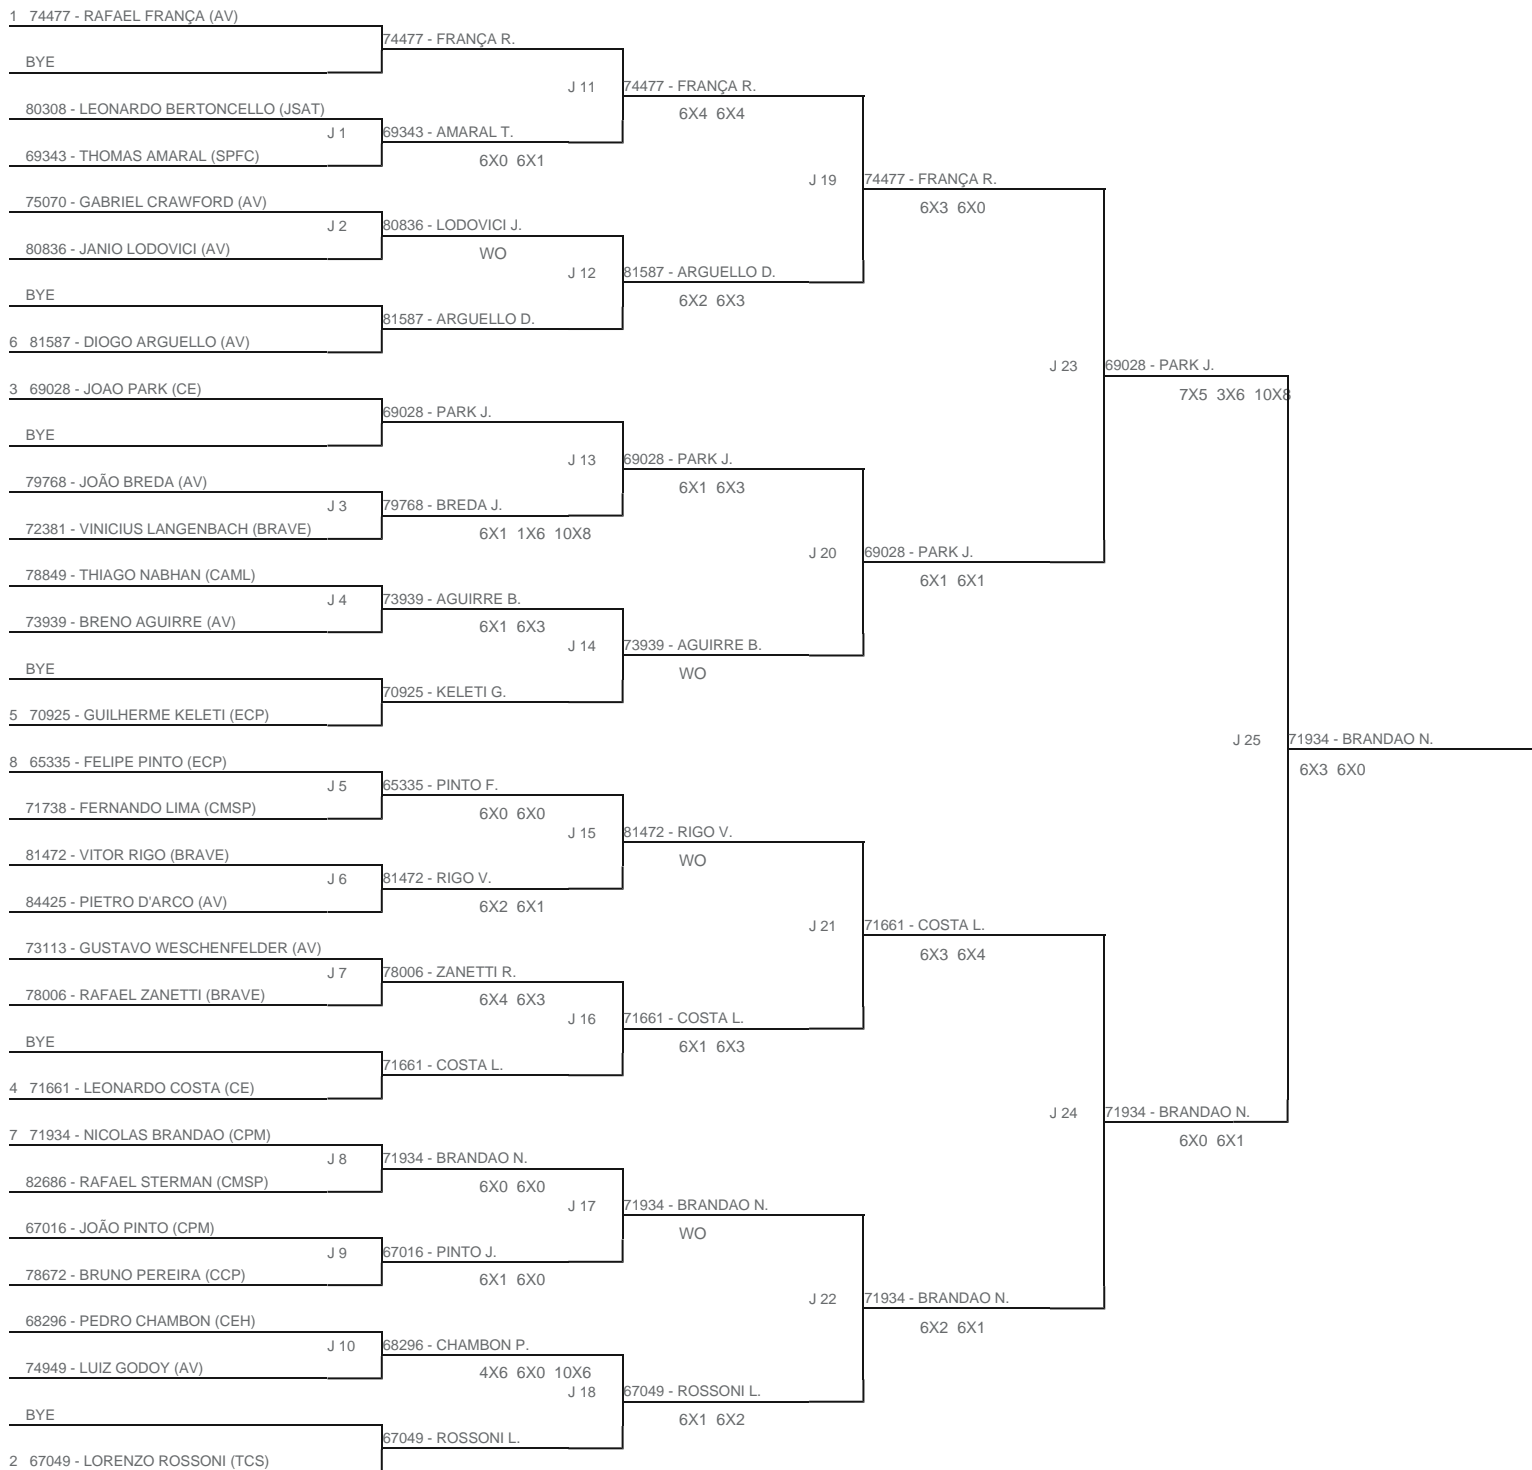 1 74477 - RAFAEL FRANÇA (AV)
74477 - FRANÇA R.
BYE
J 11
74477 - FRANÇA R.
80308 - LEONARDO BERTONCELLO (JSAT)
6X4 6X4
J 1
69343 - AMARAL T.
69343 - THOMAS AMARAL (SPFC)
6X0 6X1
J 19
74477 - FRANÇA R.
75070 - GABRIEL CRAWFORD (AV)
6X3 6X0
J 2
80836 - LODOVICI J.
80836 - JANIO LODOVICI (AV)
WO
J 12
81587 - ARGUELLO D.
BYE
6X2 6X3
81587 - ARGUELLO D.
6 81587 - DIOGO ARGUELLO (AV)
J 23
69028 - PARK J.
3 69028 - JOAO PARK (CE)
7X5 3X6 10X8
69028 - PARK J.
BYE
J 13
69028 - PARK J.
79768 - JOÃO BREDA (AV)
6X1 6X3
J 3
79768 - BREDA J.
72381 - VINICIUS LANGENBACH (BRAVE)
6X1 1X6 10X8
J 20
69028 - PARK J.
78849 - THIAGO NABHAN (CAML)
6X1 6X1
J 4
73939 - AGUIRRE B.
73939 - BRENO AGUIRRE (AV)
6X1 6X3
J 14
73939 - AGUIRRE B.
BYE
WO
70925 - KELETI G.
5 70925 - GUILHERME KELETI (ECP)
J 25
71934 - BRANDAO N.
8 65335 - FELIPE PINTO (ECP)
6X3 6X0
J 5
65335 - PINTO F.
71738 - FERNANDO LIMA (CMSP)
6X0 6X0
J 15
81472 - RIGO V.
81472 - VITOR RIGO (BRAVE)
WO
J 6
81472 - RIGO V.
84425 - PIETRO D'ARCO (AV)
6X2 6X1
J 21
71661 - COSTA L.
73113 - GUSTAVO WESCHENFELDER (AV)
6X3 6X4
J 7
78006 - ZANETTI R.
78006 - RAFAEL ZANETTI (BRAVE)
6X4 6X3
J 16
71661 - COSTA L.
BYE
6X1 6X3
71661 - COSTA L.
4 71661 - LEONARDO COSTA (CE)
J 24
71934 - BRANDAO N.
7 71934 - NICOLAS BRANDAO (CPM)
6X0 6X1
J 8
71934 - BRANDAO N.
82686 - RAFAEL STERMAN (CMSP)
6X0 6X0
J 17
71934 - BRANDAO N.
67016 - JOÃO PINTO (CPM)
WO
J 9
67016 - PINTO J.
78672 - BRUNO PEREIRA (CCP)
6X1 6X0
J 22
71934 - BRANDAO N.
68296 - PEDRO CHAMBON (CEH)
6X2 6X1
J 10
68296 - CHAMBON P.
74949 - LUIZ GODOY (AV)
4X6 6X0 10X6
J 18
67049 - ROSSONI L.
BYE
6X1 6X2
67049 - ROSSONI L.
2 67049 - LORENZO ROSSONI (TCS)